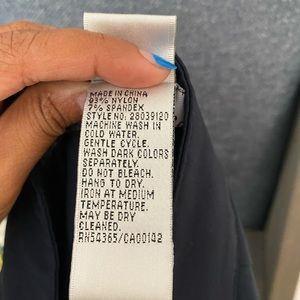 MADE IN CHINA
93% NYLON
7% SPANDEX
STYLE NO: 28039120
MACHINE WASH IN
COLD WATER.
GENTLE CYCLE.
WASH DARK COLORS
SEPARATELY.
DO NOT BLEACH.
HANG TO DRY.
IRON AT MEDIUM
TEMPERATURE.
MAY BE DRY
CLEANED.
RN54365/CA00142